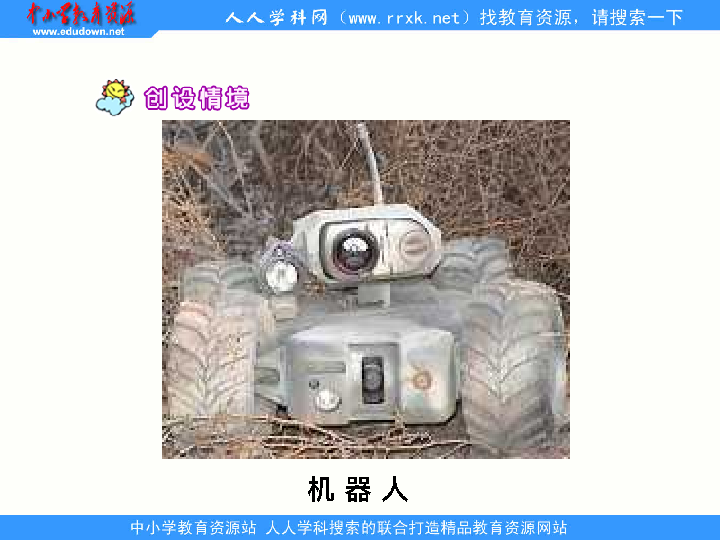 中小学教育资源
www.edudown.net
人人学科网（www.rrxk.net）找教育资源，请搜索一下
创设情境
机器人
中小学教育资源站 人人学科搜索的联合打造精品教育资源网站